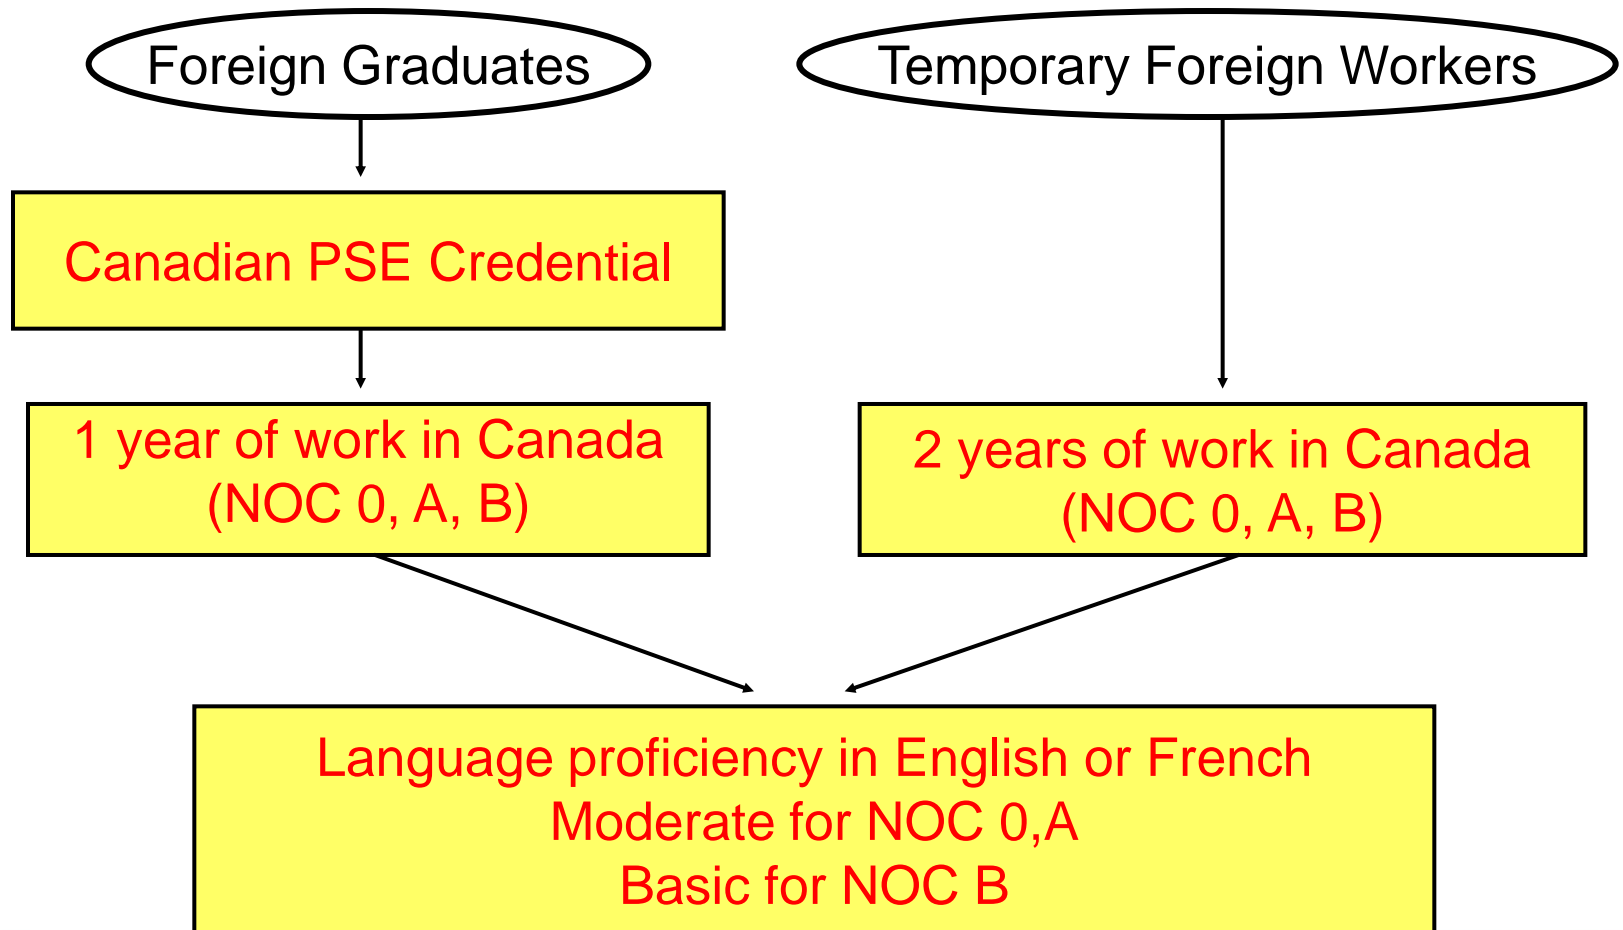 Foreign Graduates
Temporary Foreign Workers
Canadian PSE Credential
1 year of work in Canada
(NOC 0, A, B)
2 years of work in Canada
(NOC 0, A, B)
Language proficiency in English or French
Moderate for NOC 0,A
Basic for NOC B